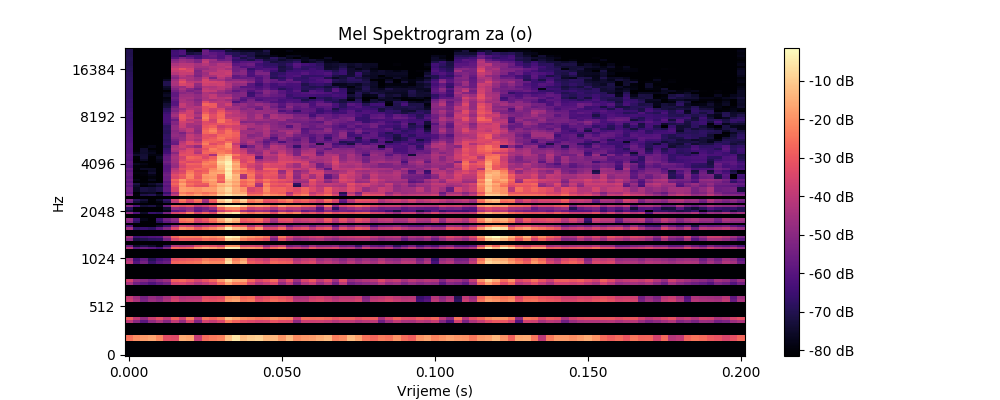 Mel Spektrogram za (o)
16384
8192
4096
2048
1024
512
0
Hz
0.000
0.050
0.100
0.150
0.200
Vrijeme (s)
-10 dB
-20 dB
-30 dB
-40 dB
-50 dB
-60 dB
-70 dB
-80 dB